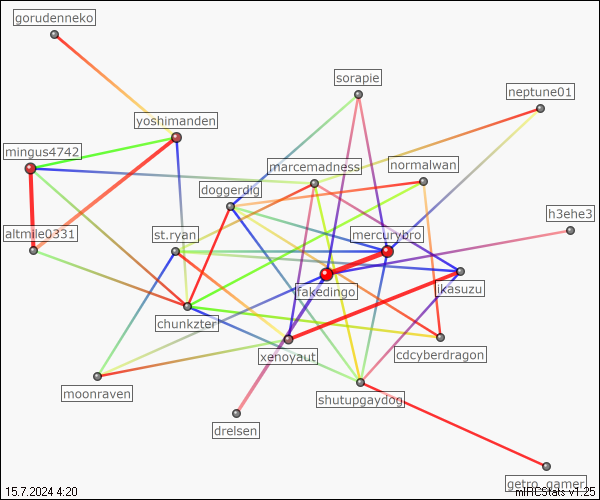 gorudenneko
sorapie
neptune01
yoshimanden
mingus4742
marcemadness
normalwan
doggerdig
h3ehe3
altmile0331
st.ryan
mercurybro
fakedingo
ikasuzu
chunkzter
xenoyaut
cdcyberdragon
moonraven
shutupgaydog
drelsen
getro_gamer
15.7.2024 4:20
mIRCStats v1.25